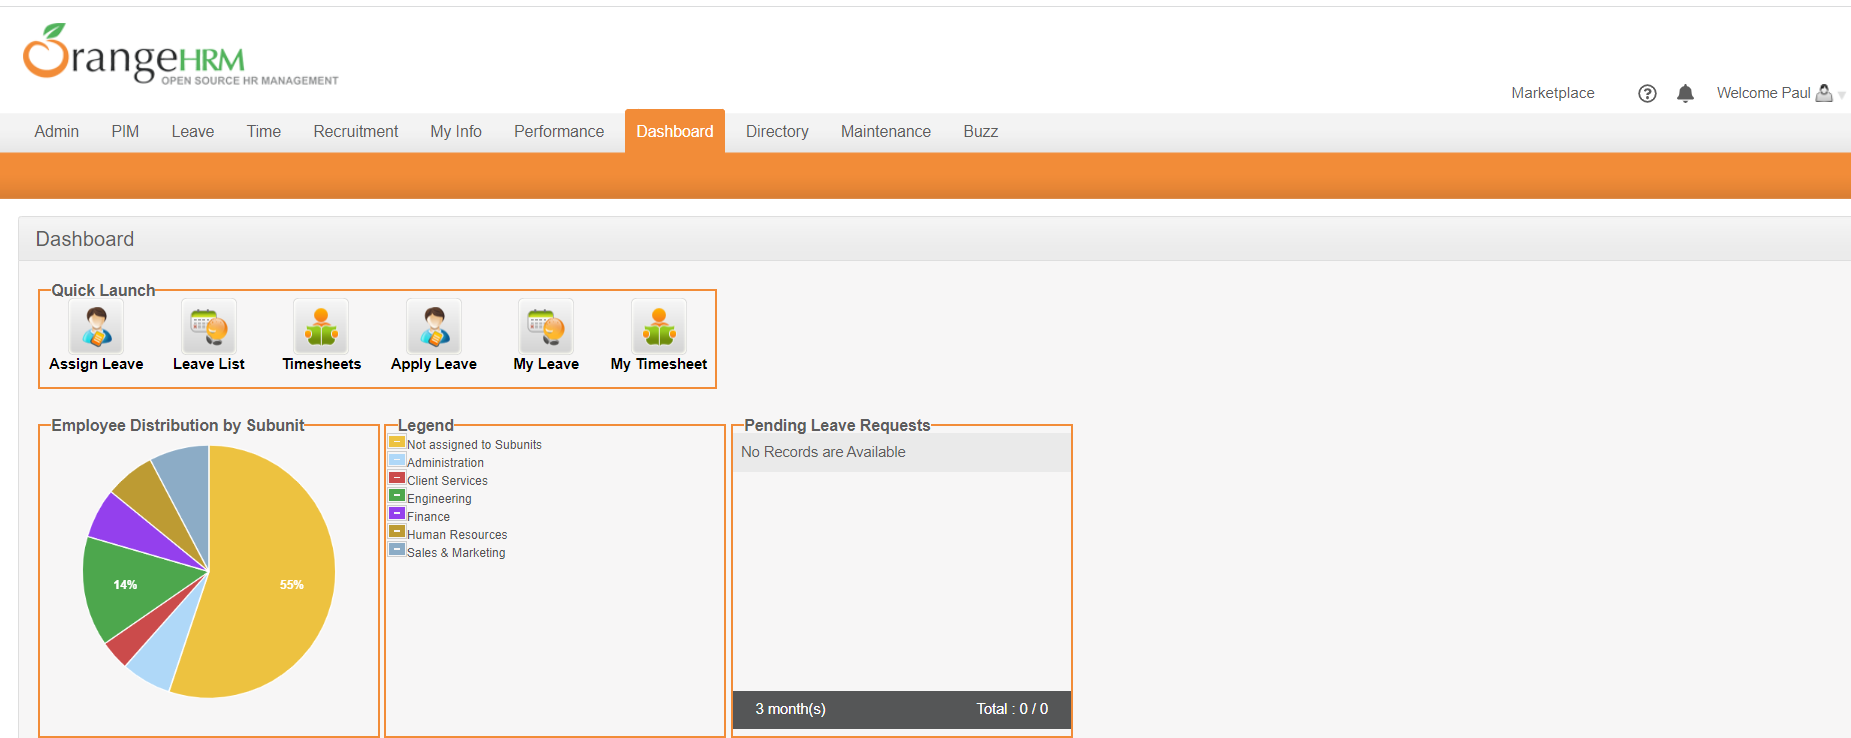 OrangeHRM
OPEN SOURCE HR MANAGEMENT
Marketplace
?
Welcome Paul
Admin PIM Leave Time Recruitment My Info Performance Dashboard Directory Maintenance Buzz
Dashboard
Quick Launch
Assign Leave Leave List Timesheets Apply Leave My Leave My Timesheet
Employee Distribution by Subunit
14%
55%
Legend
Not assigned to Subunits
Administration
Client Services
Engineering
Finance
Human Resources
Sales & Marketing
Pending Leave Requests
No Records are Available
3 month(s) Total : 0 / 0